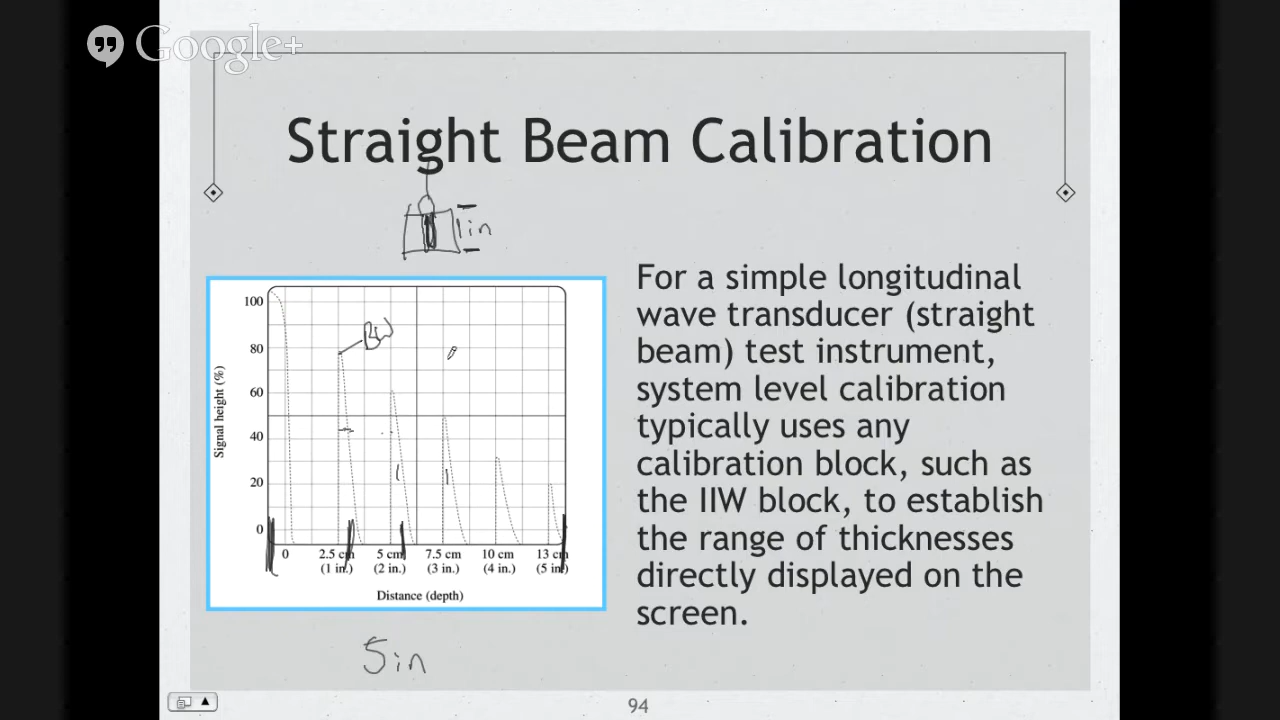 Google+
Straight Beam Calibration
1in
BW
For a simple longitudinal
wave transducer (straight
beam) test instrument,
system level calibration
typically uses any
calibration block, such as
the IIW block, to establish
the range of thicknesses
directly displayed on the
screen.
Signal height (%)
100
80
60
40
20
0
0 2.5 cm 5 cm 7.5 cm 10 cm 13 cm
(1 in.) (2 in.) (3 in.) (4 in.) (5 in.)
Distance (depth)
5in
94